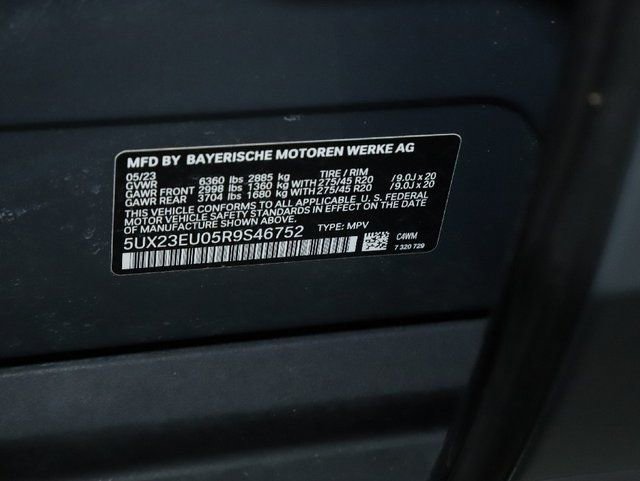 MFD BY BAYERISCHE MOTOREN WERKE AG
05/23
GVWR 6360 lbs 2885 kg TIRE / RIM
GAWR FRONT 2998 lbs 1360 kg WITH 275/45 R20 /9.0J x 20
GAWR REAR 3704 lbs 1680 kg WITH 275/45 R20 /9.0J x 20
THIS VEHICLE CONFORMS TO ALL APPLICABLE U.S. FEDERAL
MOTOR VEHICLE SAFETY STANDARDS IN EFFECT ON THE DATE OF
MANUFACTURE SHOWN ABOVE.
5UX23EU05R9S46752 TYPE: MPV
C4WM
7 320 729